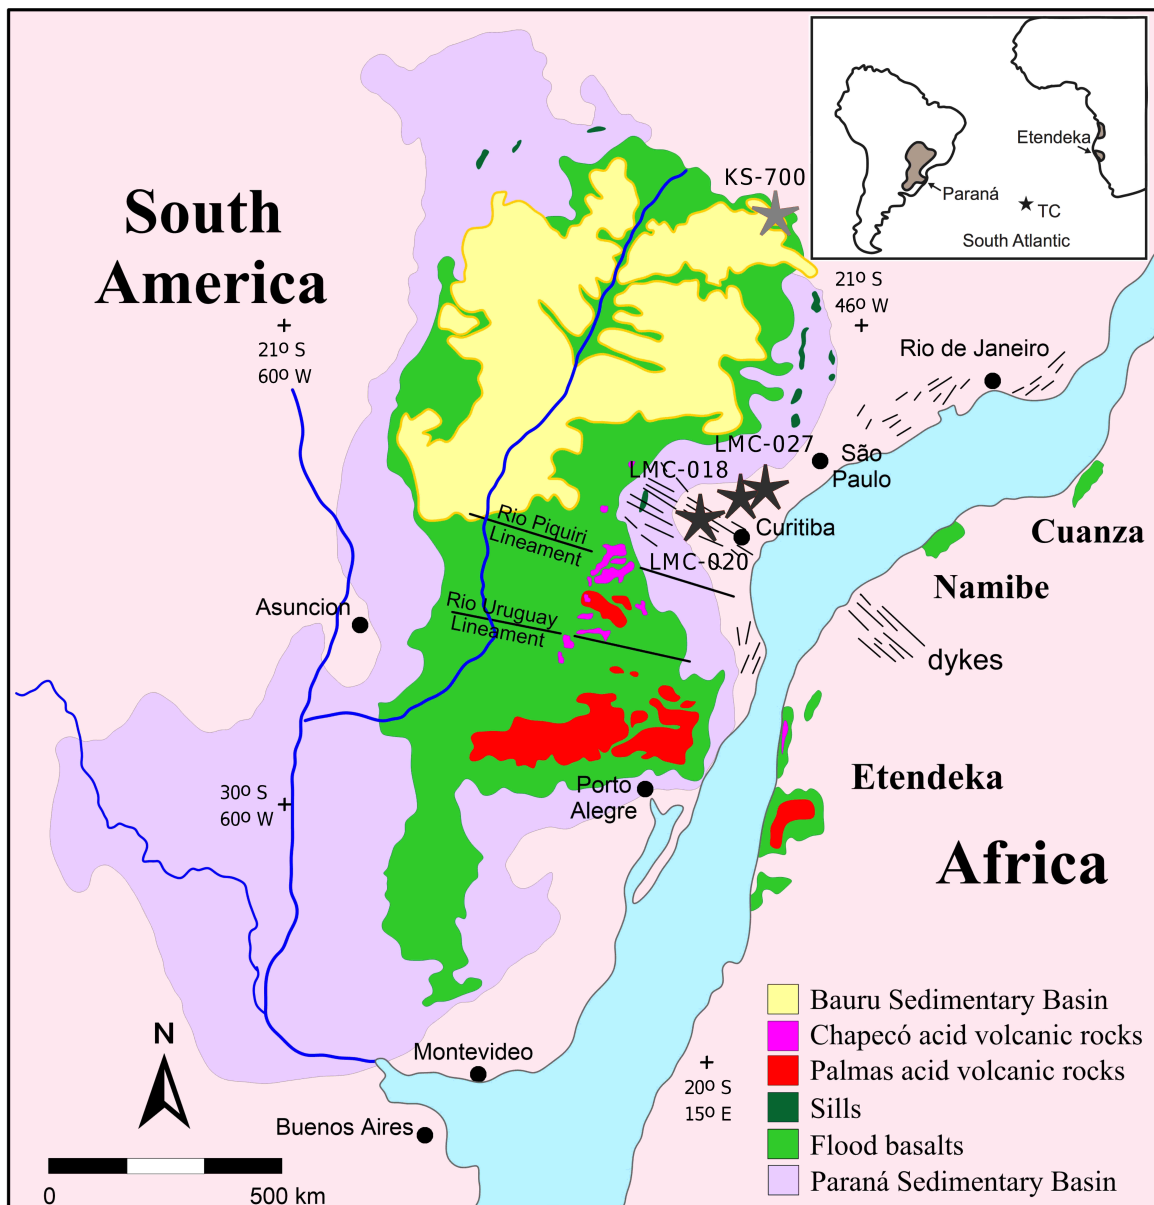 South
America
KS-700
Etendeka
Paraná
TC
South Atlantic
21º S
46º W
21º S
60º W
Rio de Janeiro
LMC-027
LMC-018
São
Paulo
Rio Piquiri
Lineament
Curitiba
Cuanza
LMC-020
Namibe
Asuncion
Rio Uruguay
Lineament
dykes
Etendeka
30º S
60º W
Porto
Alegre
Africa
Bauru Sedimentary Basin
Chapecó acid volcanic rocks
Palmas acid volcanic rocks
Sills
Flood basalts
Paraná Sedimentary Basin
N
Montevideo
20º S
15º E
Buenos Aires
0
500 km